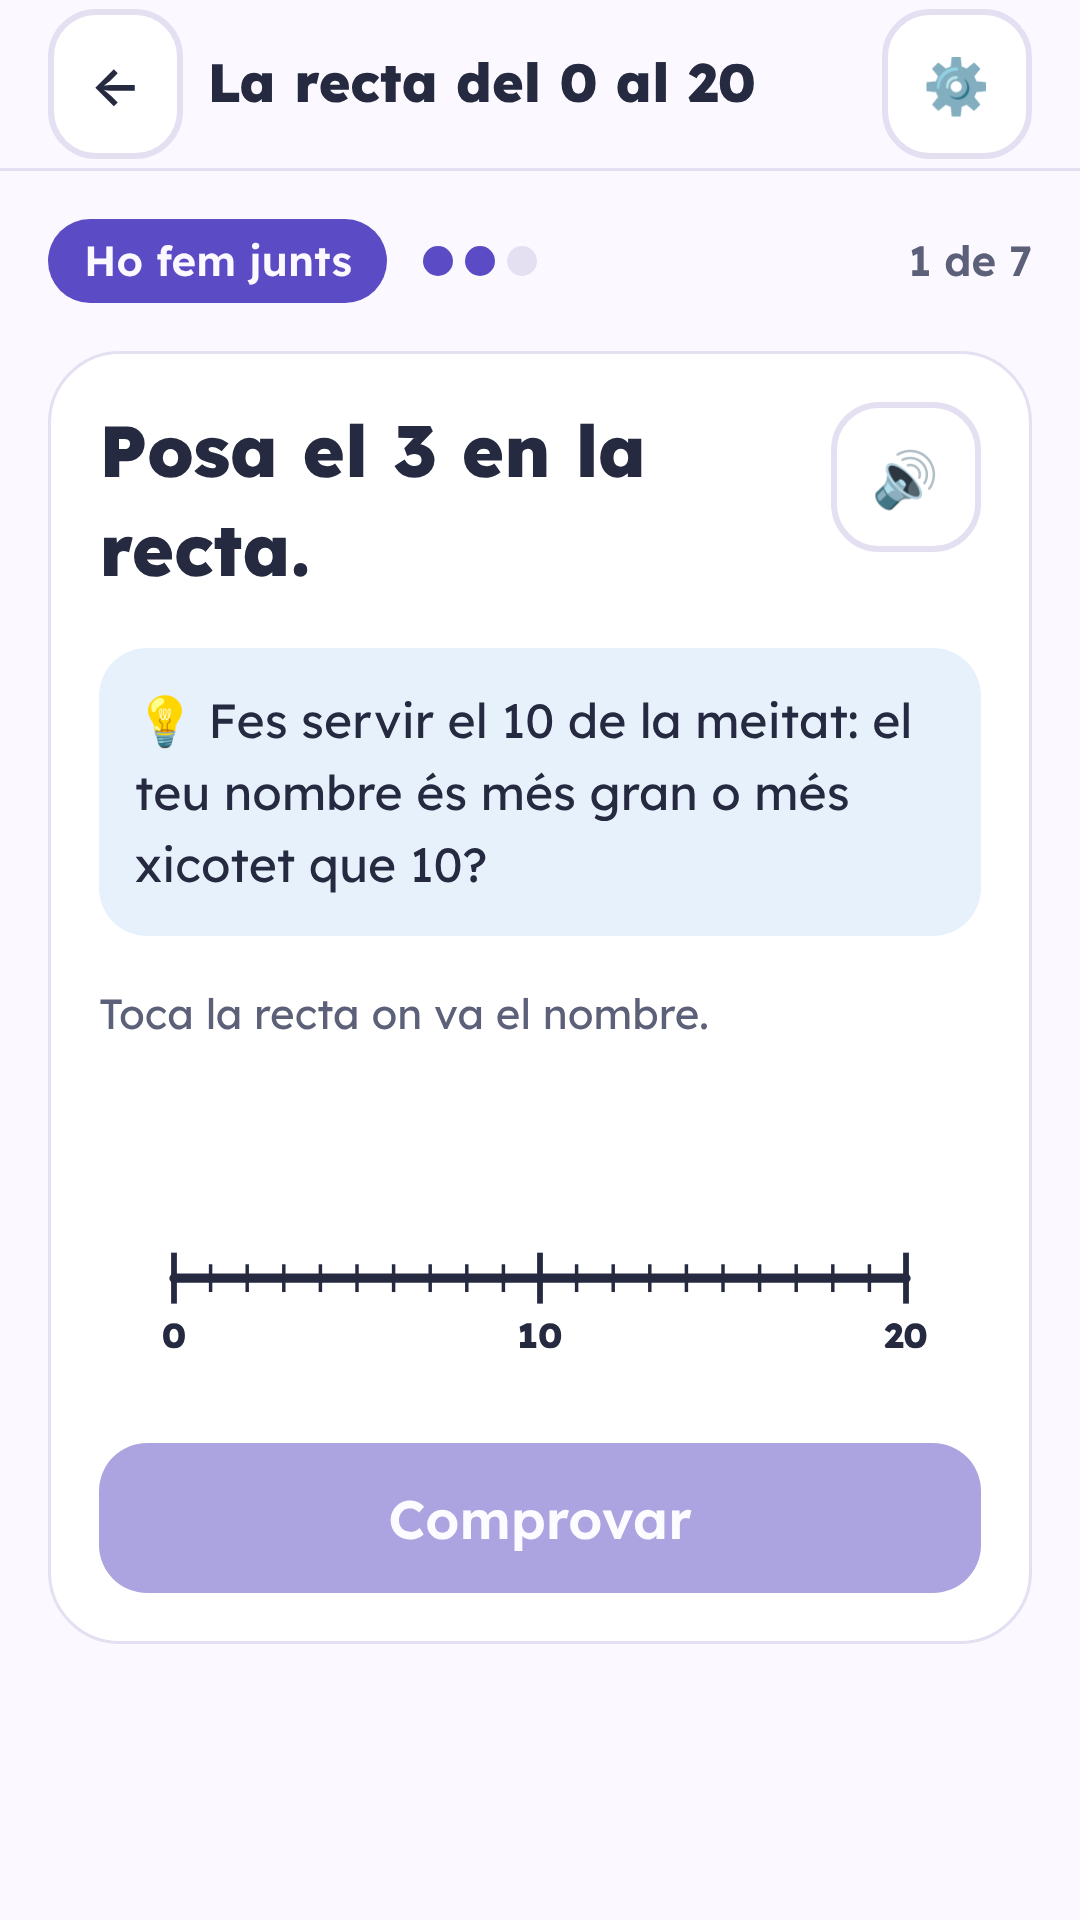 La recta del 0 al 20
Ho fem junts
1 de 7
Posa el 3 en la
recta.
Fes servir el 10 de la meitat: el
teu nombre és més gran o més
xicotet que 10?
Toca la recta on va el nombre.
0 10 20
Comprovar